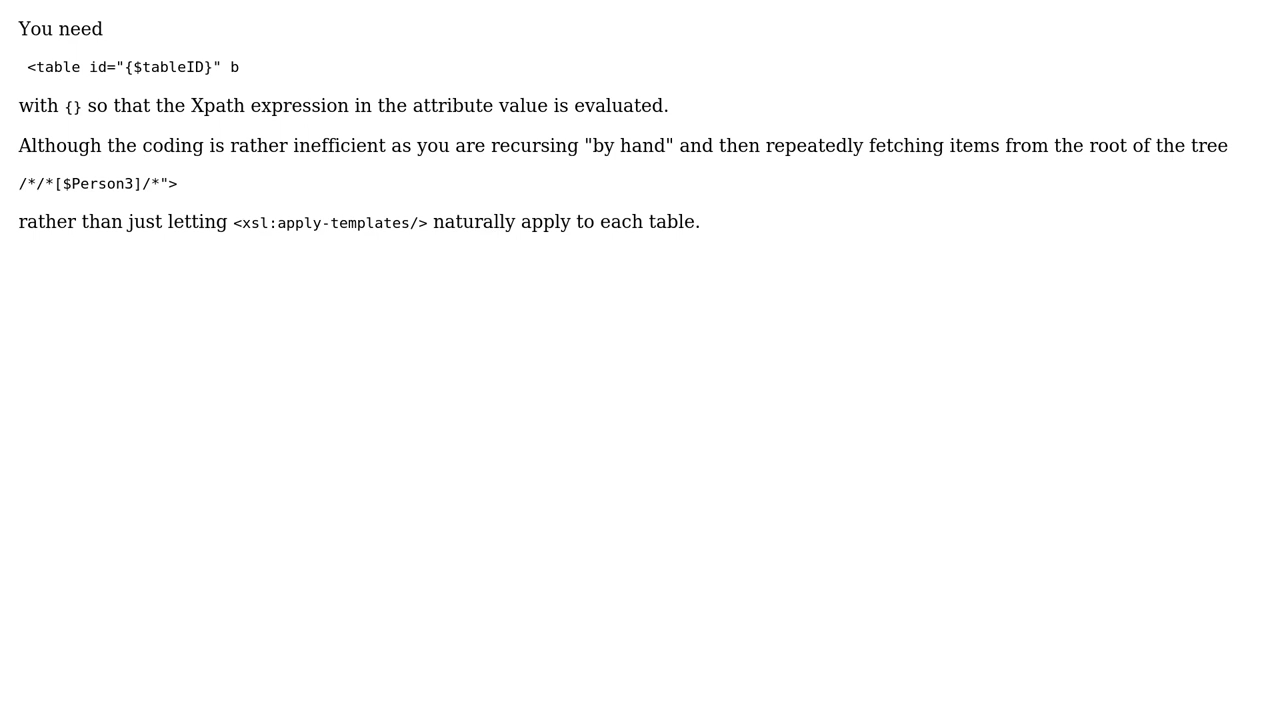 You need
<table id="{$tableID}" b
with {} so that the Xpath expression in the attribute value is evaluated.
Although the coding is rather inefficient as you are recursing "by hand" and then repeatedly fetching items from the root of the tree
/*/*[$Person3]/*">
rather than just letting <xsl:apply-templates/> naturally apply to each table.